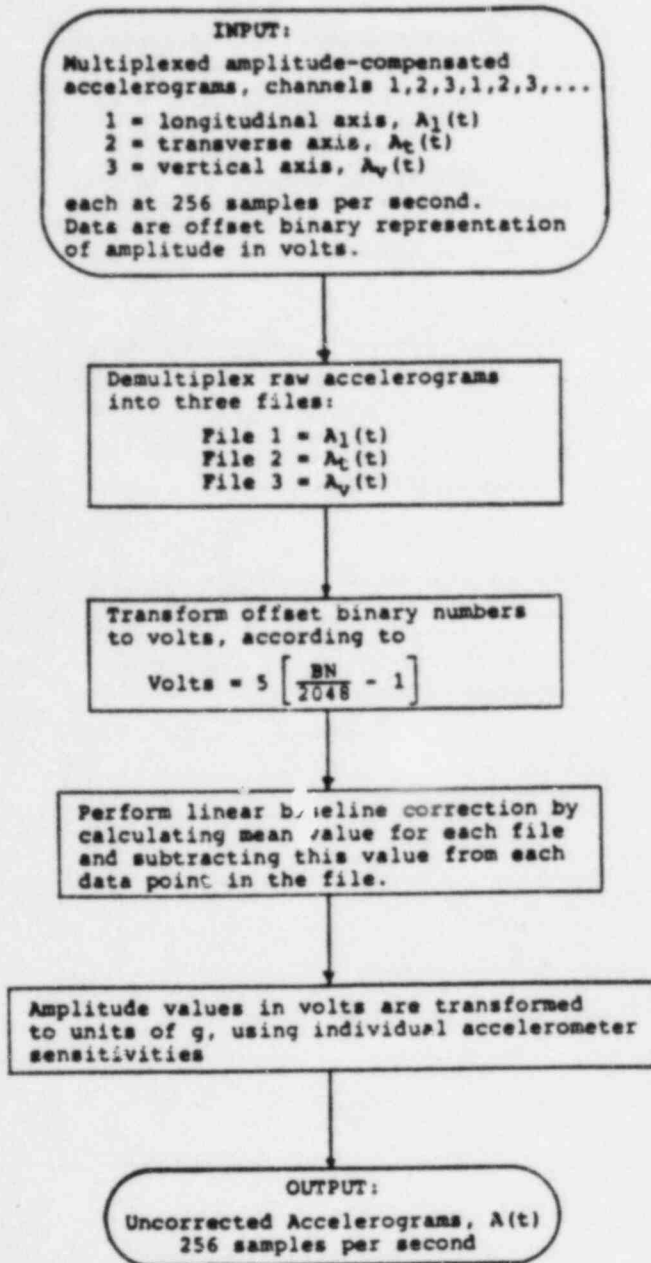 INPUT:
Multiplexed amplitude-compensated
accelerograms, channels 1,2,3,1,2,3,...
1 = longitudinal axis, Al(t)
2 = transverse axis, At(t)
3 = vertical axis, Av(t)
each at 256 samples per second.
Data are offset binary representation
of amplitude in volts.
Demultiplex raw accelerograms
into three files:
File 1 = Al(t)
File 2 = At(t)
File 3 = Av(t)
Transform offset binary numbers
to volts, according to
Volts = 5 [BN/2048 - 1]
Perform linear baseline correction by
calculating mean value for each file
and subtracting this value from each
data point in the file.
Amplitude values in volts are transformed
to units of g, using individual accelerometer
sensitivities
OUTPUT:
Uncorrected Accelerograms, A(t)
256 samples per second